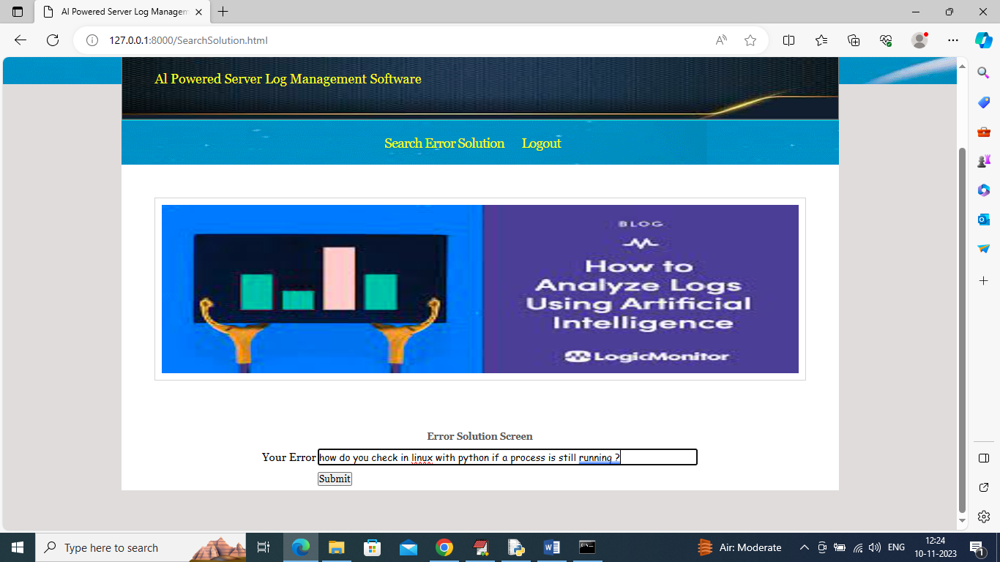 AI Powered Server Log Managem
127.0.0.1:8000/SearchSolution.html
AI Powered Server Log Management Software
Search Error Solution Logout
BLOG
How to
Analyze Logs
Using Artificial
Intelligence
LogicMonitor
Error Solution Screen
Your Error how do you check in linux with python if a process is still running ?
Submit
Type here to search
Air: Moderate
ENG
12:24
10-11-2023
1